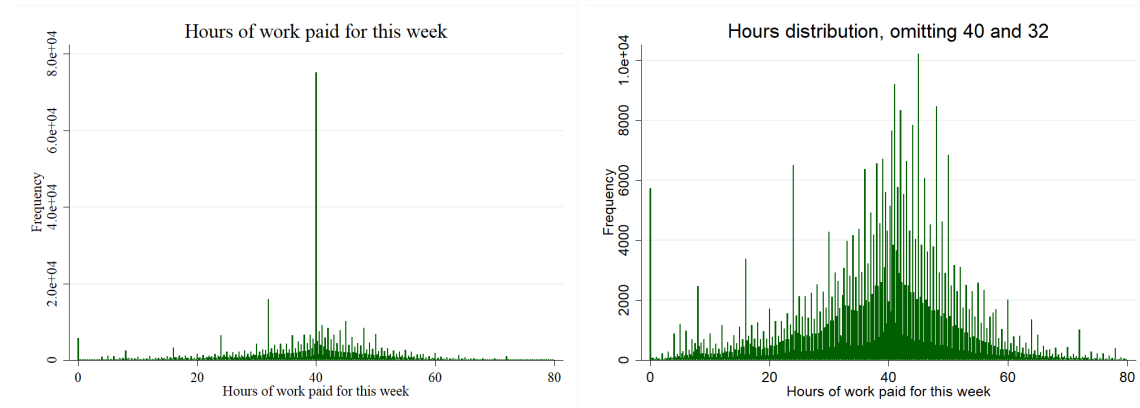 Hours of work paid for this week
Frequency
8.0e+04
6.0e+04
4.0e+04
2.0e+04
0
0 20 40 60 80
Hours of work paid for this week
Hours distribution, omitting 40 and 32
Frequency
1.0e+04
8000
6000
4000
2000
0
0 20 40 60 80
Hours of work paid for this week